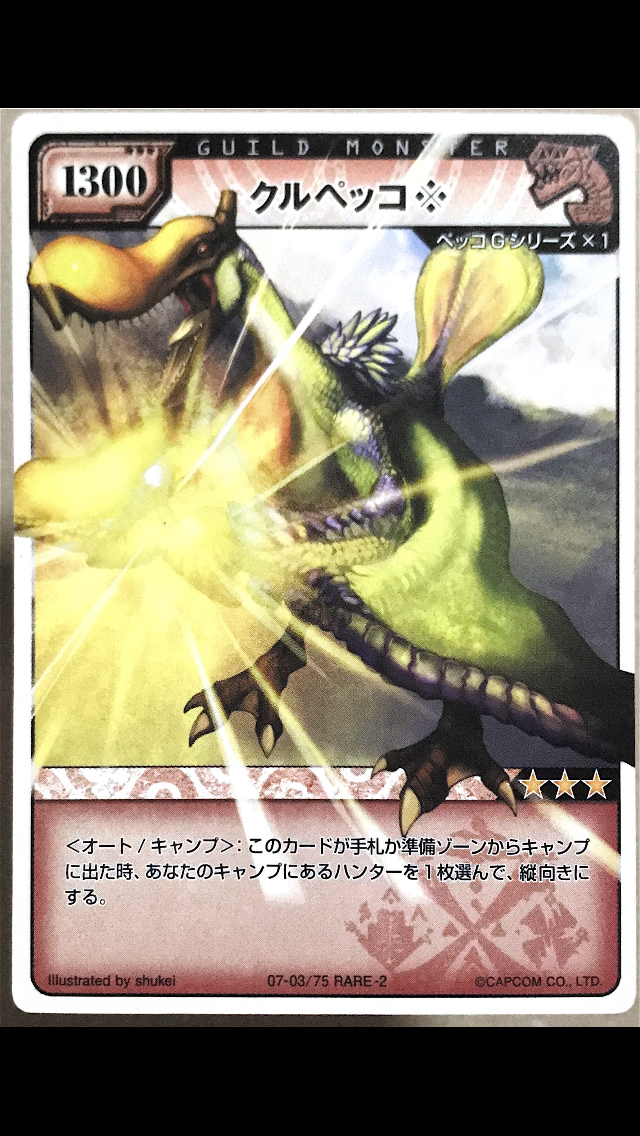 GUILD MONSTER
1300
クルペッコ※
ペッコGシリーズ×1
<オート / キャンプ>:このカードが手札か準備ゾーンからキャンプ
に出た時、あなたのキャンプにあるハンターを1枚選んで、縦向きに
する。
Illustrated by shukei 07-03/75 RARE-2 ©CAPCOM CO., LTD.